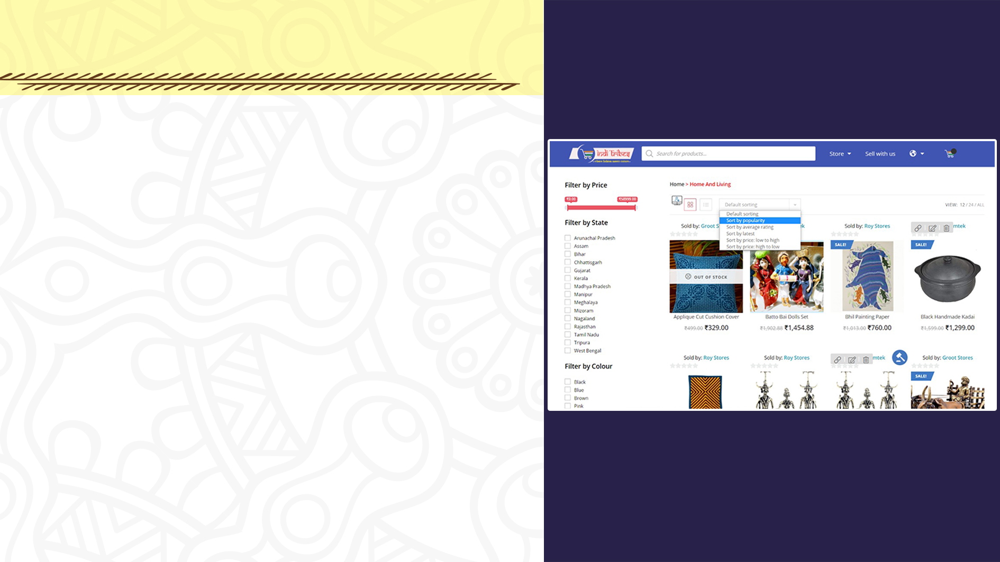 indi tribes
where fashion meets culture
Search for products...
Store
Sell with us
Filter by Price
₹0.00
₹50999.00
Filter by State
Arunachal Pradesh
Assam
Bihar
Chhattisgarh
Gujarat
Kerala
Madhya Pradesh
Manipur
Meghalaya
Mizoram
Nagaland
Rajasthan
Tamil Nadu
Tripura
West Bengal
Filter by Colour
Black
Blue
Brown
Pink
Home > Home And Living
Default sorting
VIEW: 12 / 24 / ALL
Default sorting
Sort by popularity
Sort by average rating
Sort by latest
Sort by price: low to high
Sort by price: high to low
Sold by: Groot S
ek
Sold by: Roy Stores
mtek
SALE!
SALE!
OUT OF STOCK
Applique Cut Cushion Cover
₹499.00 ₹329.00
Batto Bai Dolls Set
₹1,902.88 ₹1,454.88
Bhil Painting Paper
₹1,013.00 ₹760.00
Black Handmade Kadai
₹1,599.00 ₹1,299.00
Sold by: Roy Stores
Sold by: Roy Stores
mtek
Sold by: Groot Stores
SALE!